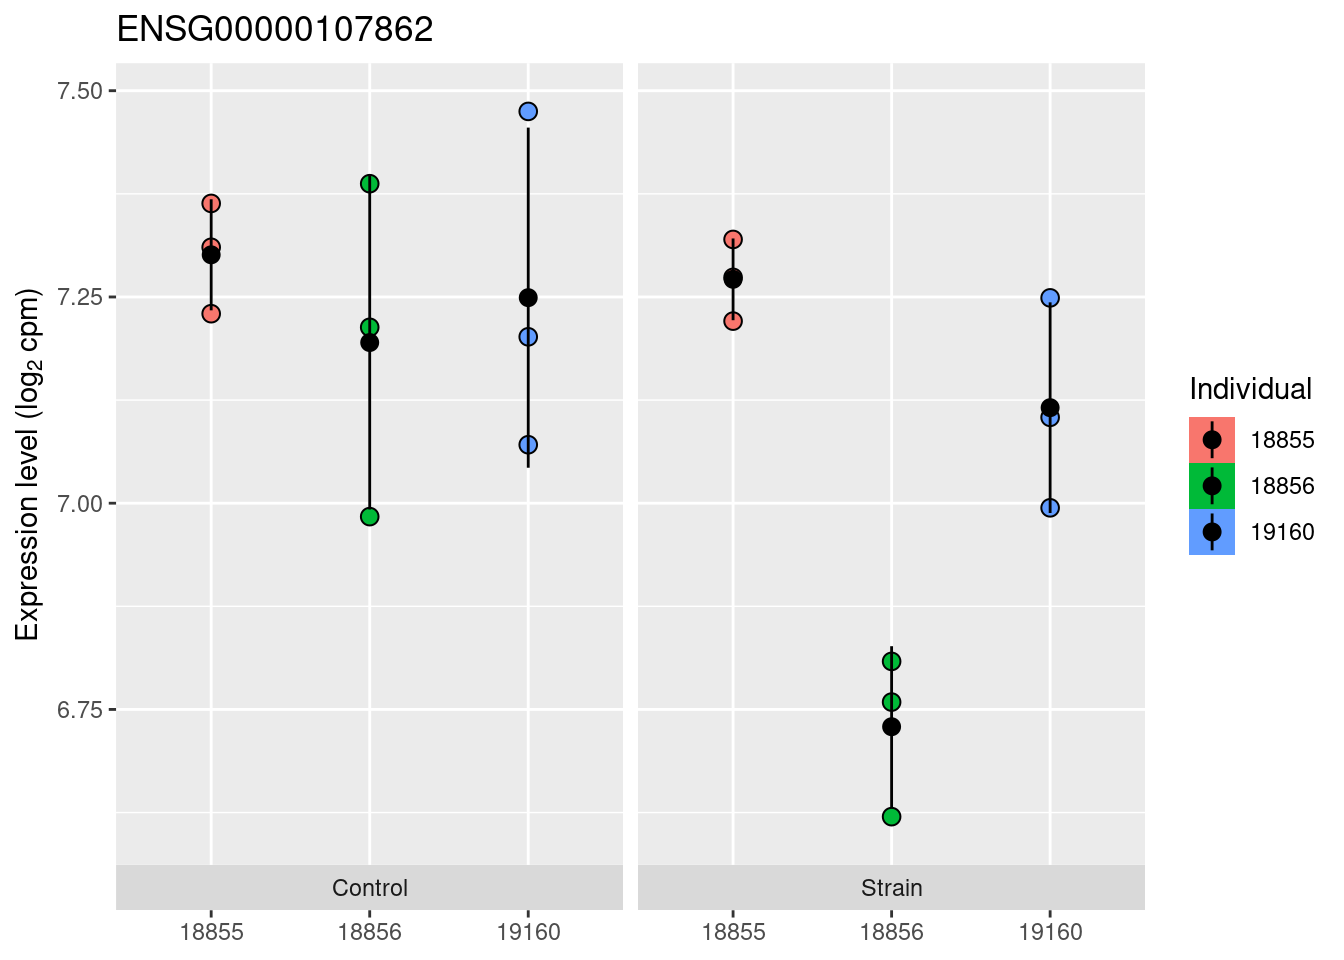 ENSG00000107862
Expression level (log₂ cpm)
7.50
7.25
7.00
6.75
Control
Strain
18855
18856
19160
18855
18856
19160
Individual
18855
18856
19160